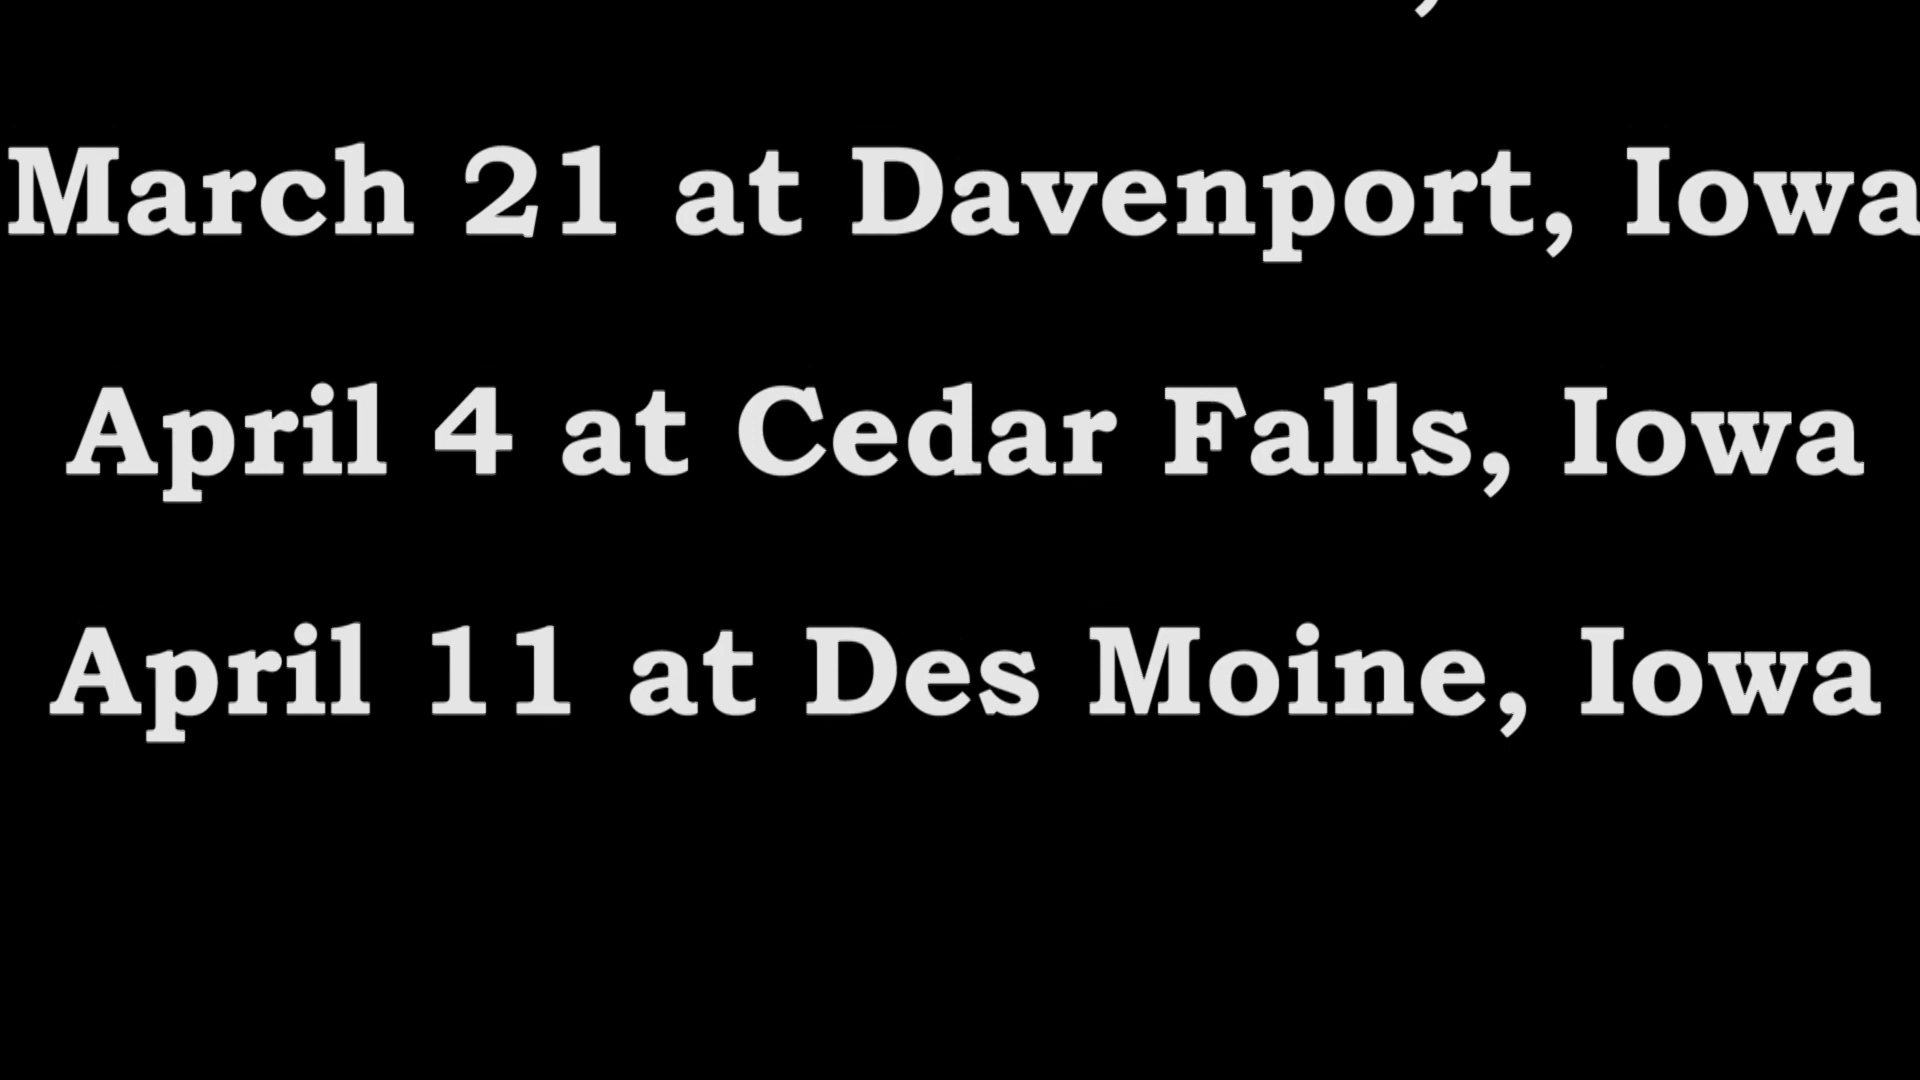 March 21 at Davenport, Iowa
April 4 at Cedar Falls, Iowa
April 11 at Des Moine, Iowa